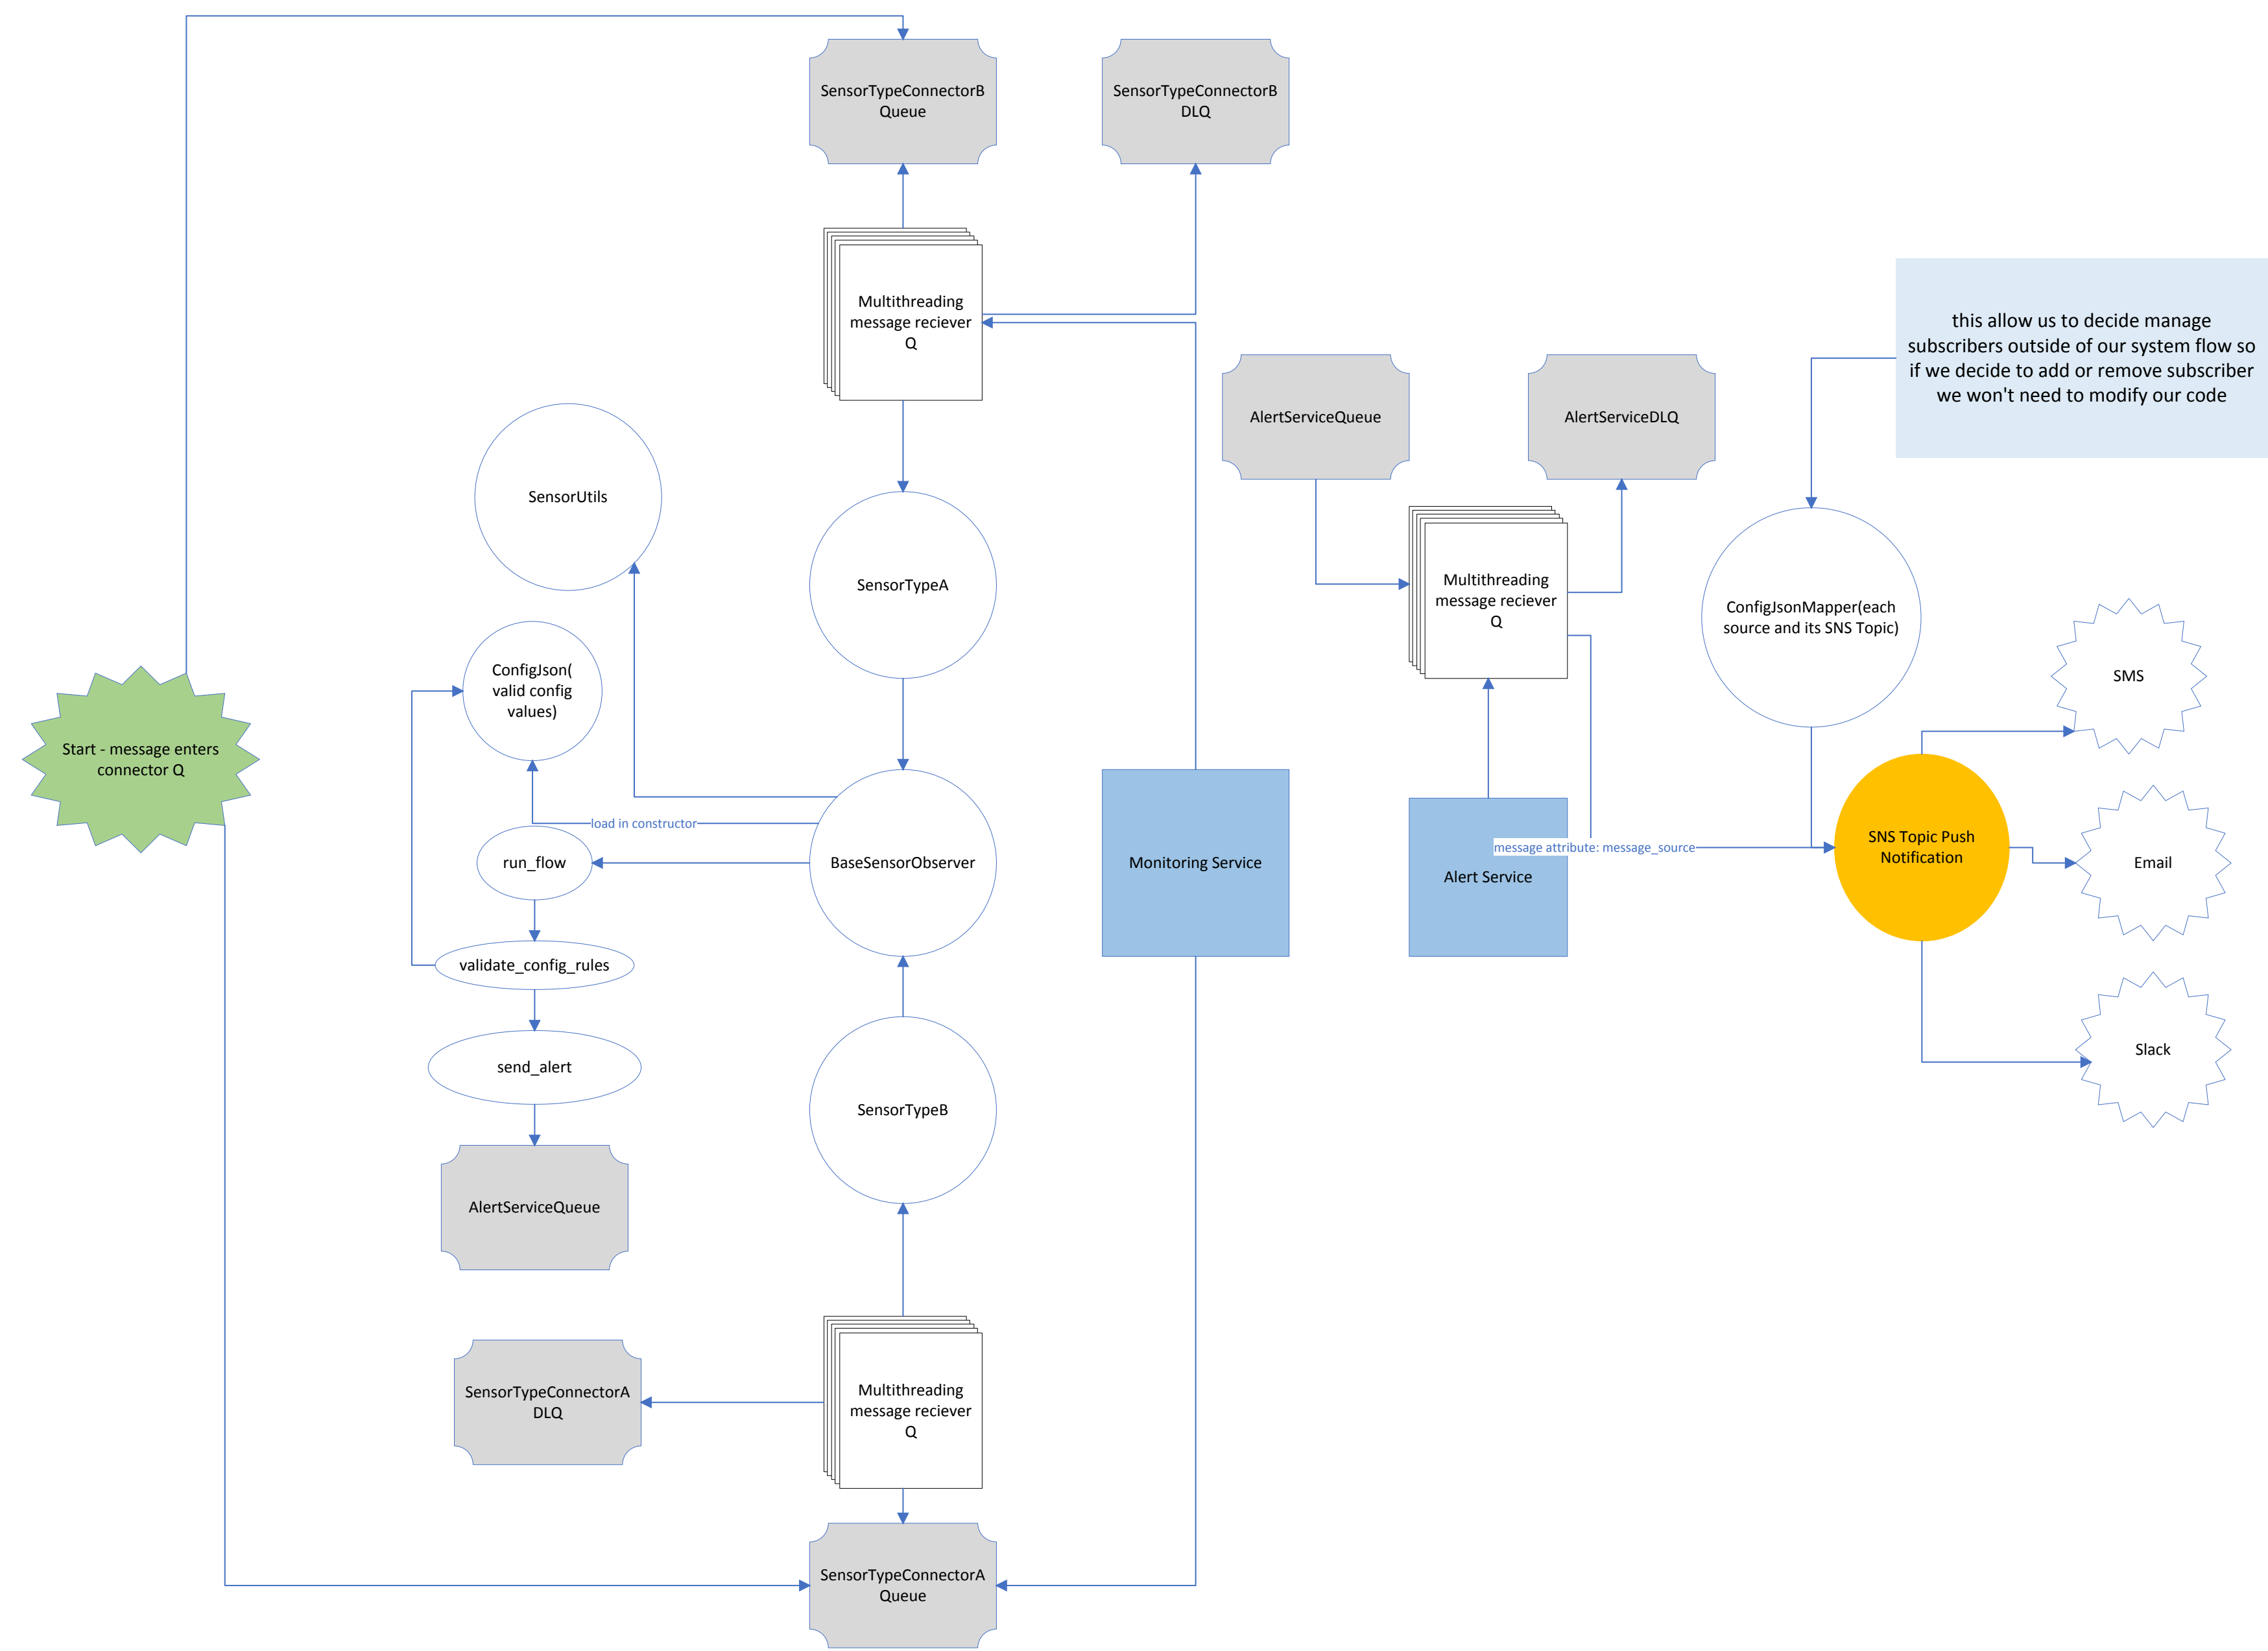 SensorTypeConnectorB
Queue
SensorTypeConnectorB
DLQ
Multithreading
message reciever
Q
this allow us to decide manage
subscribers outside of our system flow so
if we decide to add or remove subscriber
we won't need to modify our code
AlertServiceQueue
AlertServiceDLQ
SensorUtils
SensorTypeA
Multithreading
message reciever
Q
ConfigJsonMapper(each
source and its SNS Topic)
ConfigJson(
valid config
values)
SMS
Start - message enters
connector Q
load in constructor
run_flow
BaseSensorObserver
Monitoring Service
message attribute: message_source
Alert Service
SNS Topic Push
Notification
Email
validate_config_rules
send_alert
SensorTypeB
Slack
AlertServiceQueue
SensorTypeConnectorA
DLQ
Multithreading
message reciever
Q
SensorTypeConnectorA
Queue